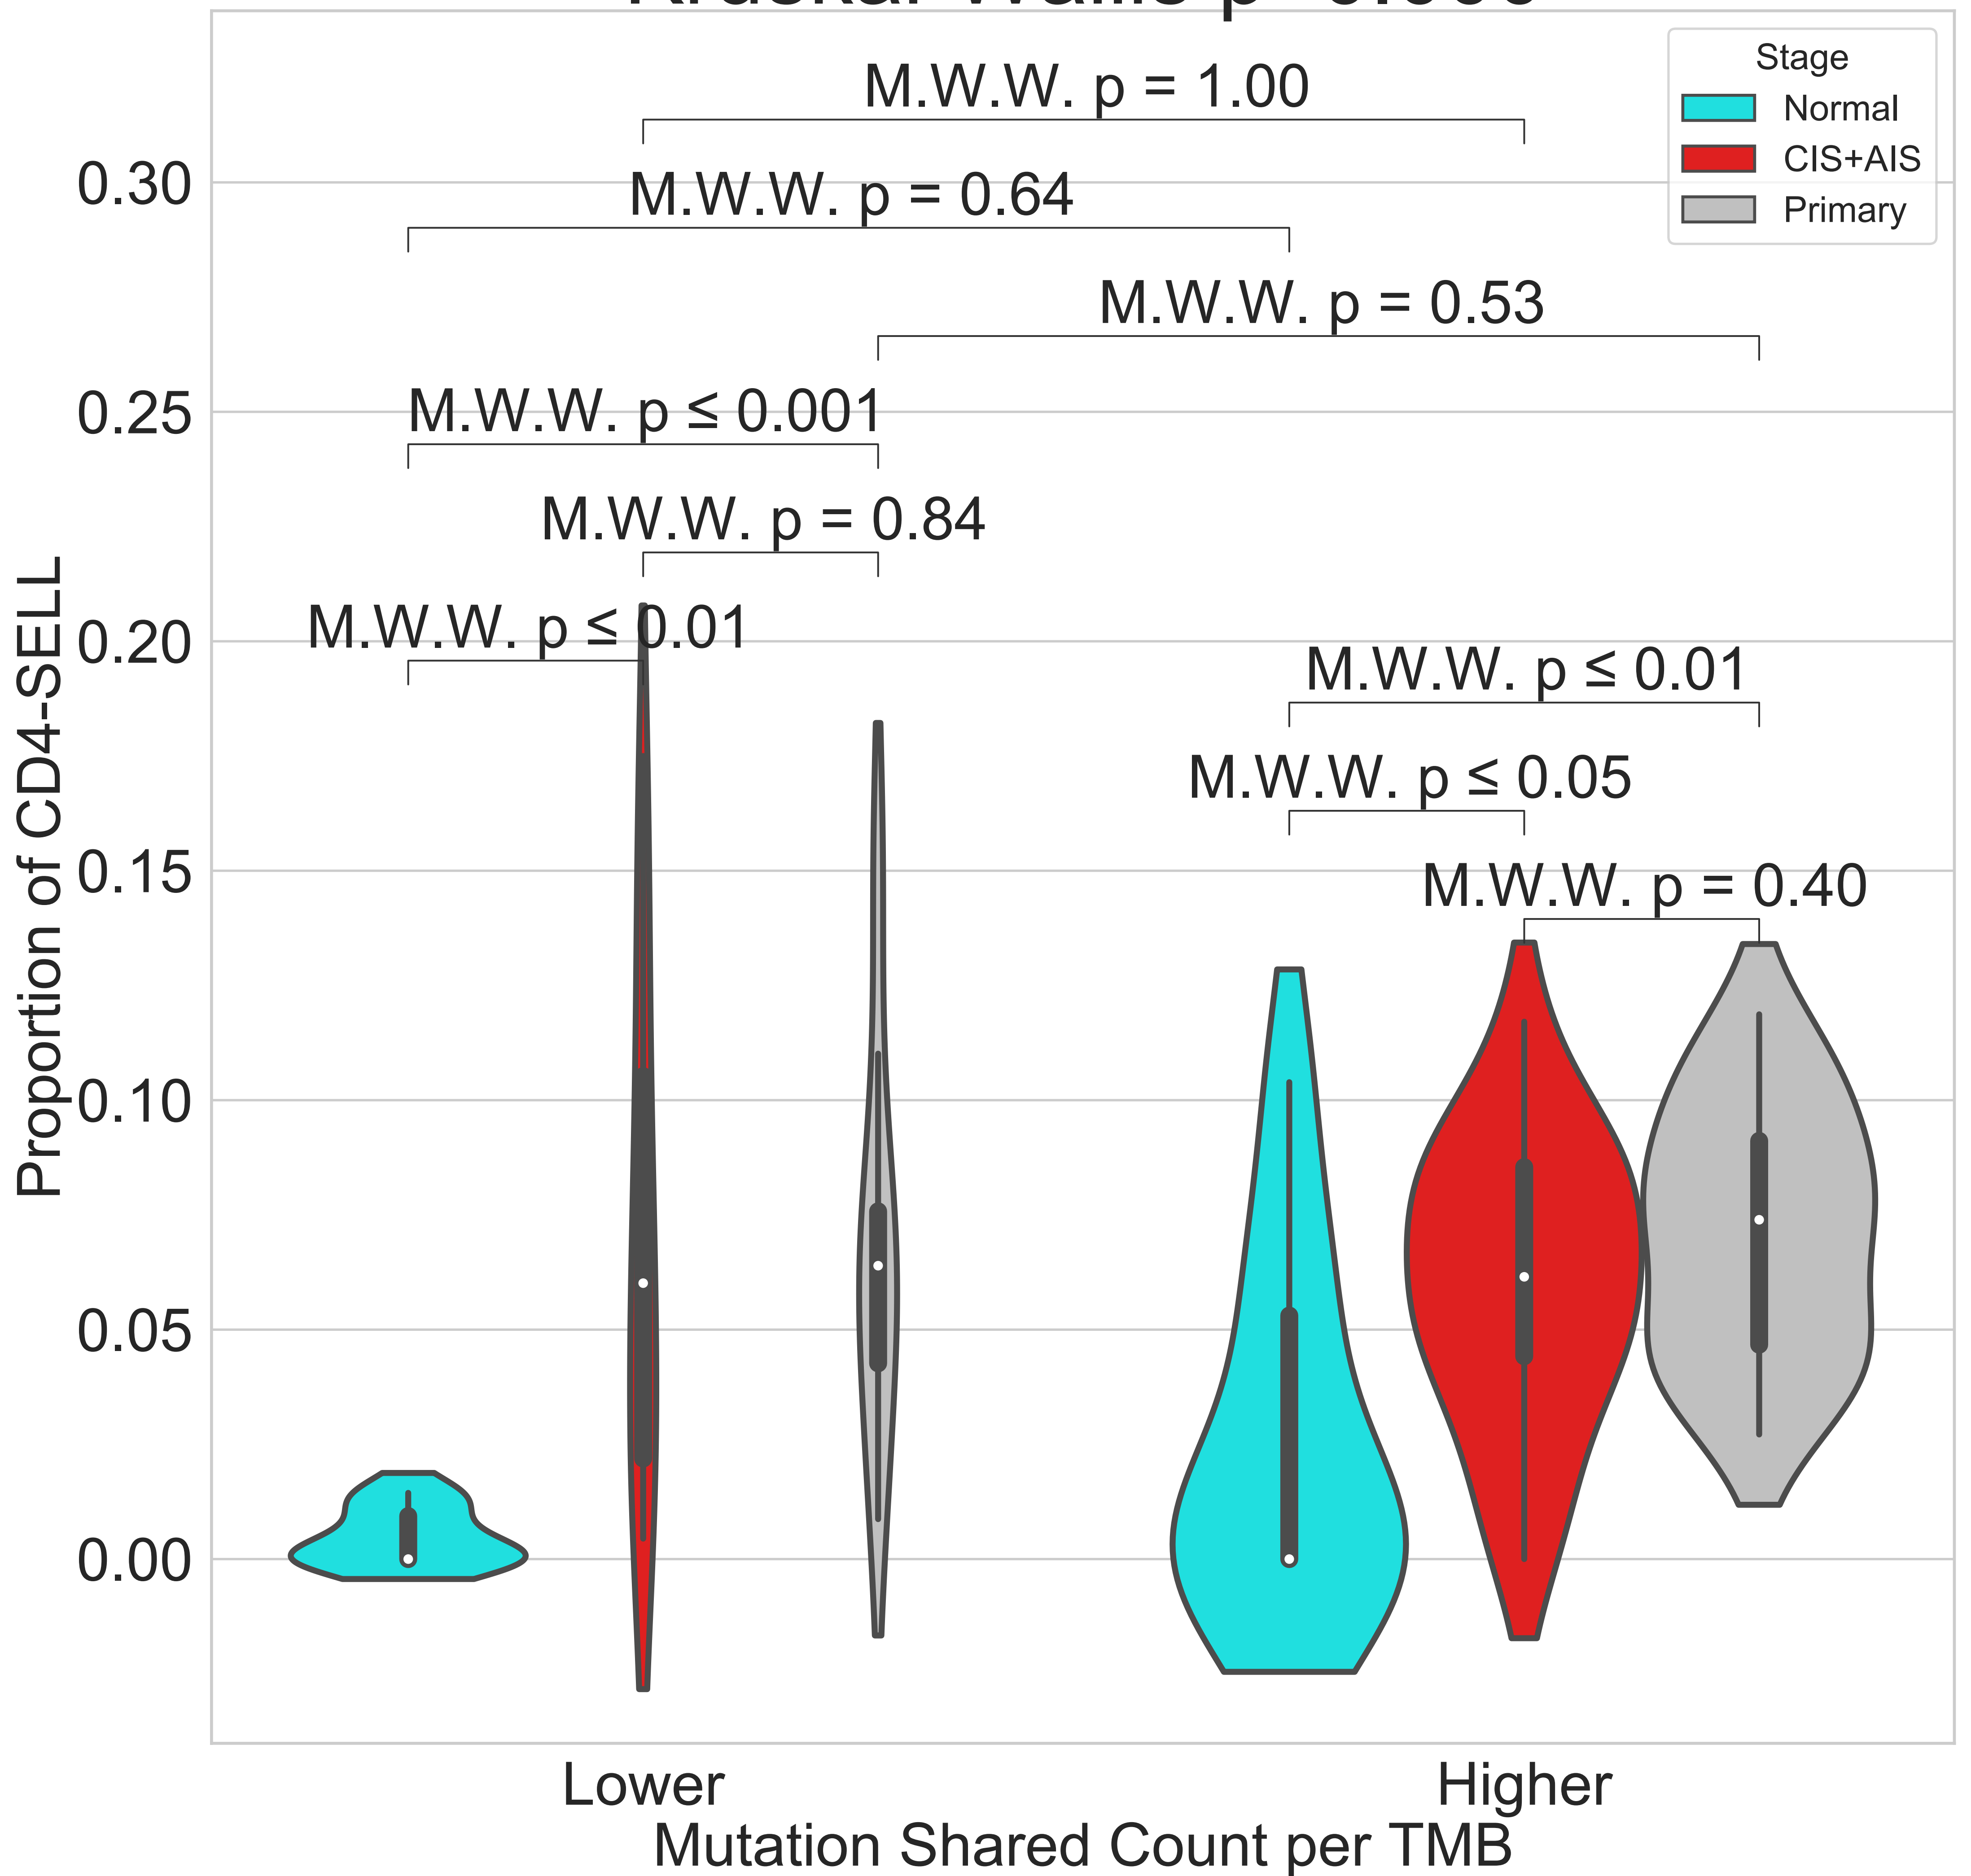 M.W.W. p = 1.00
Stage
Normal
CIS+AIS
Primary
0.30
M.W.W. p = 0.64
M.W.W. p = 0.53
0.25
M.W.W. p ≤ 0.001
M.W.W. p = 0.84
0.20
M.W.W. p ≤ 0.01
M.W.W. p ≤ 0.01
M.W.W. p ≤ 0.05
0.15
M.W.W. p = 0.40
0.10
0.05
0.00
Proportion of CD4-SELL
Lower
Higher
Mutation Shared Count per TMB